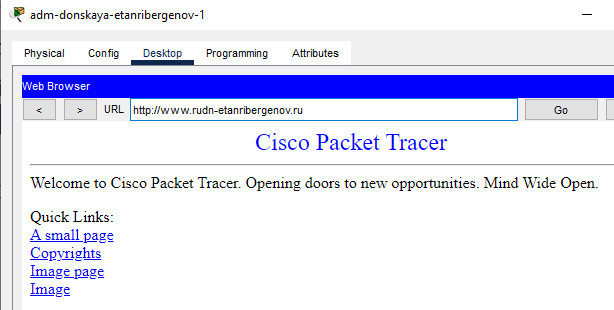 adm-donskaya-etanribergenov-1
Physical Config Desktop Programming Attributes
Web Browser
< > URL http://www.rudn-etanribergenov.ru Go
Cisco Packet Tracer
Welcome to Cisco Packet Tracer. Opening doors to new opportunities. Mind Wide Open.
Quick Links:
A small page
Copyrights
Image page
Image